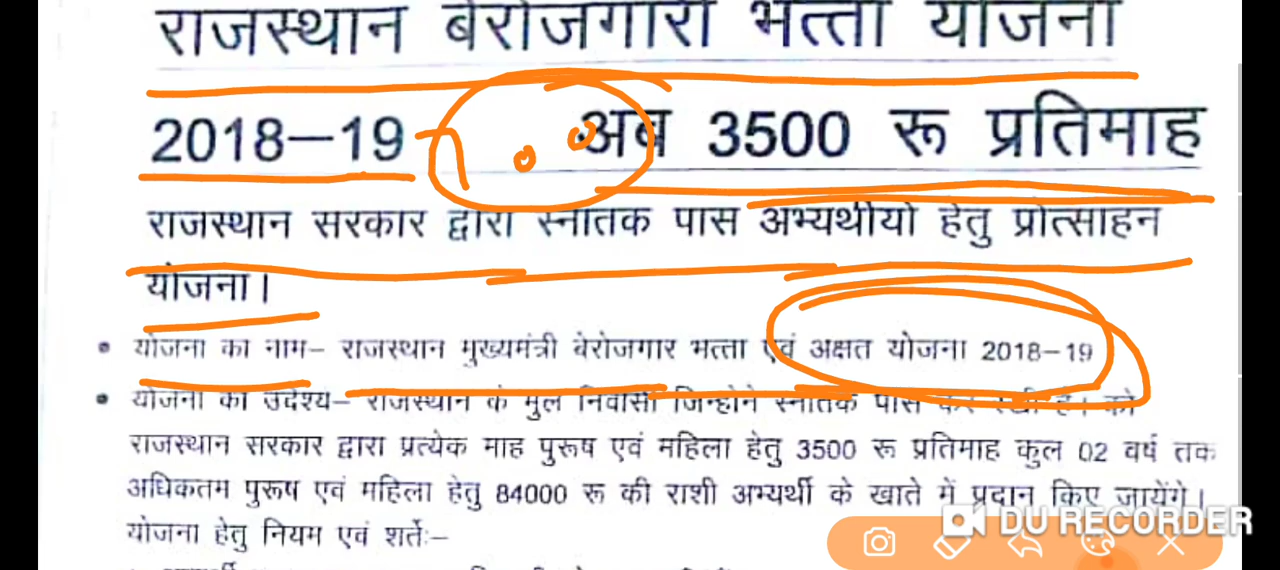 राजस्थान बेरोजगारी भत्ता योजना
2018–19 अब 3500 रू प्रतिमाह
राजस्थान सरकार द्वारा स्नातक पास अभ्यर्थीयो हेतु प्रोत्साहन
योजना।
• योजना का नाम– राजस्थान मुख्यमंत्री बेरोजगार भत्ता एवं अक्षत योजना 2018–19
• योजना का उदेश्य– राजस्थान के मुल निवासी जिन्होने स्नातक पास कर रखी है। को
राजस्थान सरकार द्वारा प्रत्येक माह पुरूष एवं महिला हेतु 3500 रू प्रतिमाह कुल 02 वर्ष तक
अधिकतम पुरूष एवं महिला हेतु 84000 रू की राशी अभ्यर्थी के खाते में प्रदान किए जायेंगे।
योजना हेतु नियम एवं शर्ते:–
DU RECORDER